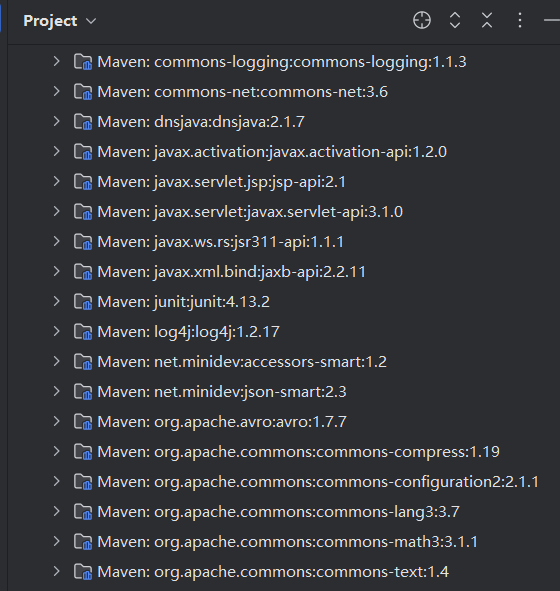 Project
Maven: commons-logging:commons-logging:1.1.3
Maven: commons-net:commons-net:3.6
Maven: dnsjava:dnsjava:2.1.7
Maven: javax.activation:javax.activation-api:1.2.0
Maven: javax.servlet.jsp:jsp-api:2.1
Maven: javax.servlet:javax.servlet-api:3.1.0
Maven: javax.ws.rs:jsr311-api:1.1.1
Maven: javax.xml.bind:jaxb-api:2.2.11
Maven: junit:junit:4.13.2
Maven: log4j:log4j:1.2.17
Maven: net.minidev:accessors-smart:1.2
Maven: net.minidev:json-smart:2.3
Maven: org.apache.avro:avro:1.7.7
Maven: org.apache.commons:commons-compress:1.19
Maven: org.apache.commons:commons-configuration2:2.1.1
Maven: org.apache.commons:commons-lang3:3.7
Maven: org.apache.commons:commons-math3:3.1.1
Maven: org.apache.commons:commons-text:1.4